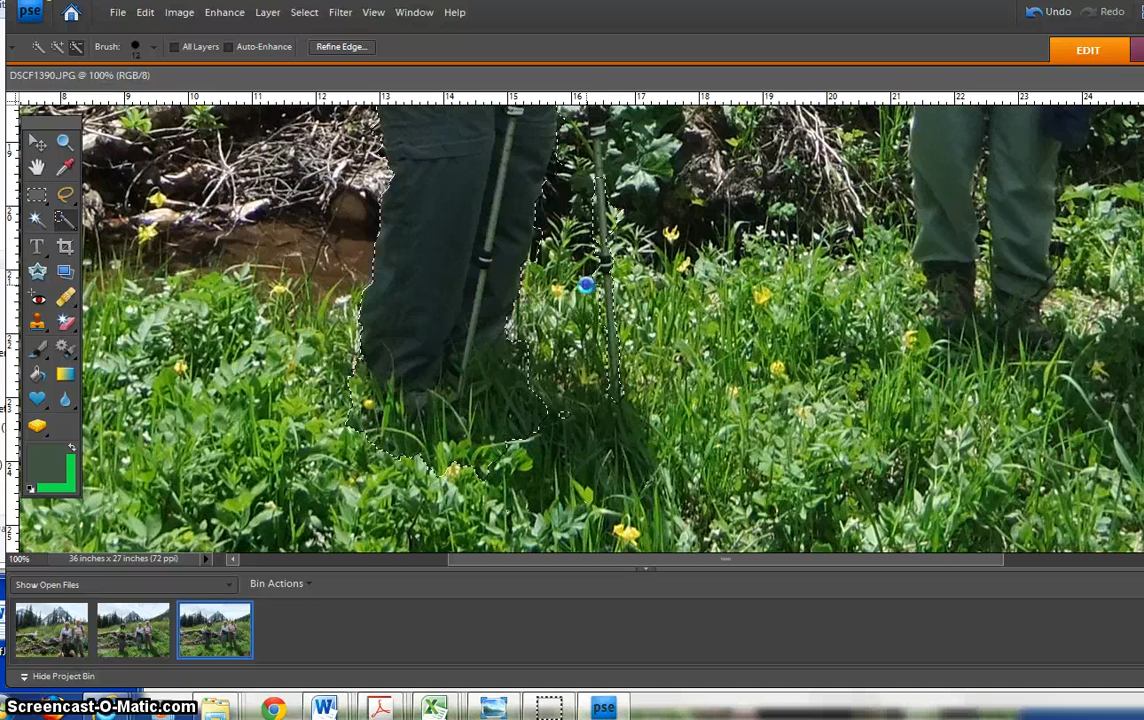 pse File Edit Image Enhance Layer Select Filter View Window Help Undo Redo
Brush: 12 All Layers Auto-Enhance Refine Edge... EDIT
DSCF1390.JPG @ 100% (RGB/8)
8 9 10 11 12 13 14 15 16 17 18 19 20 21 22 23 24
T
100% 36 inches x 27 inches (72 ppi)
Show Open Files Bin Actions
Hide Project Bin
Screencast-O-Matic.com
W X pse